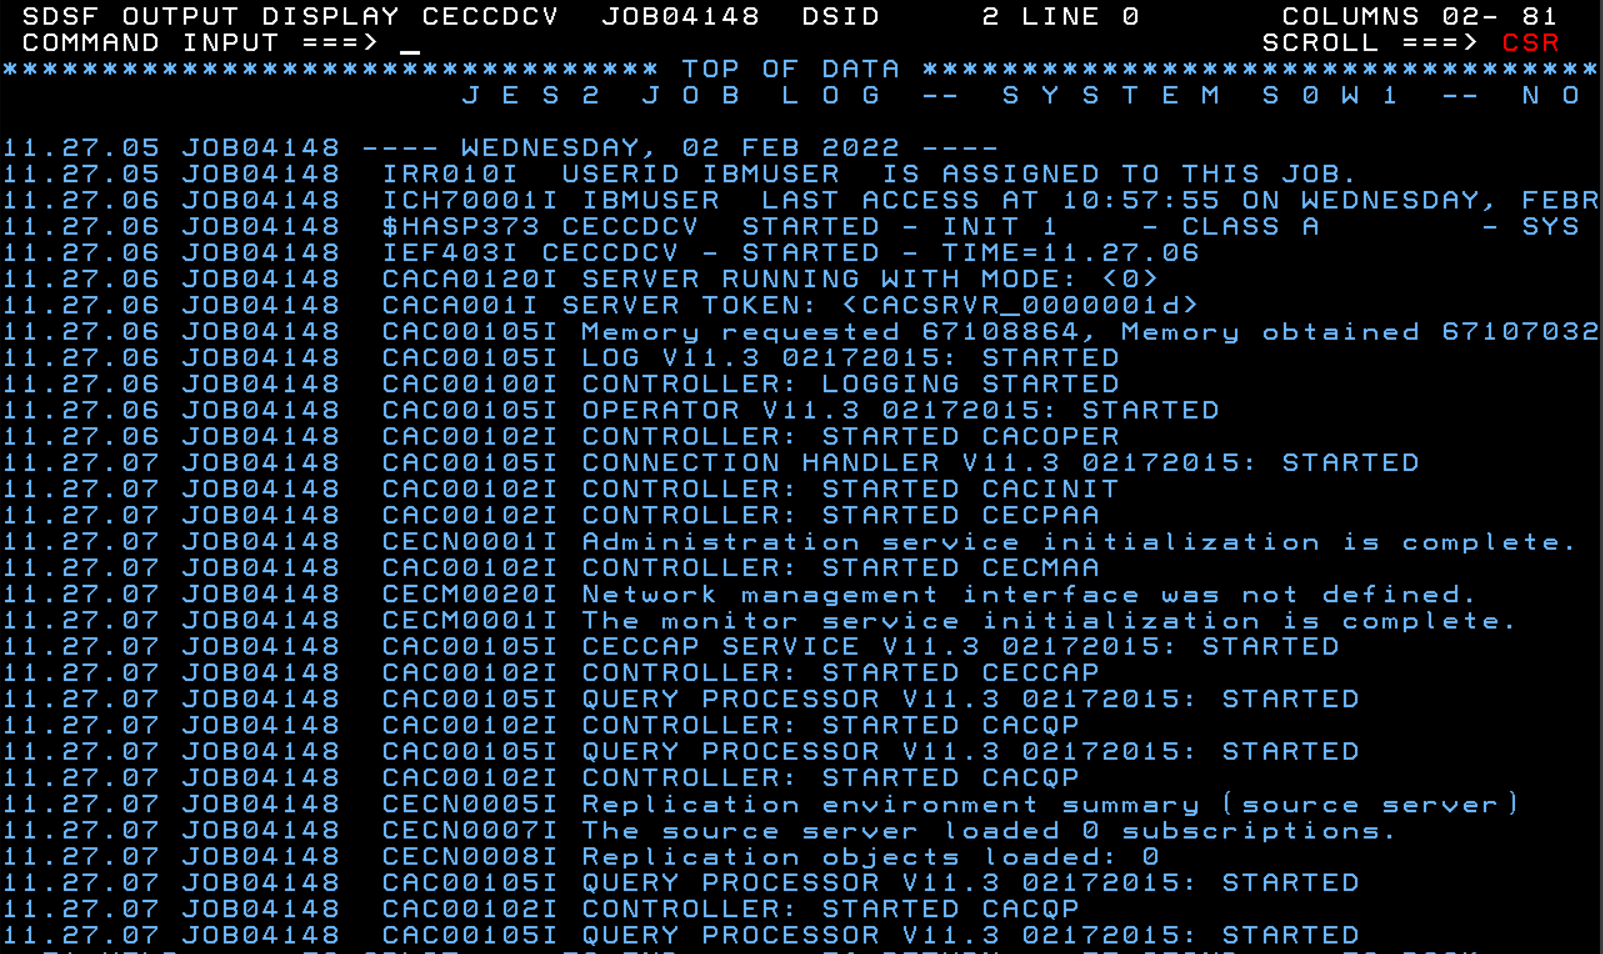 SDSF OUTPUT DISPLAY CECCDCV  JOB04148  DSID     2 LINE 0       COLUMNS 02- 81
COMMAND INPUT ===> _                                          SCROLL ===> CSR
********************************* TOP OF DATA **********************************
J E S 2  J O B  L O G  --  S Y S T E M  S 0 W 1  --  N O
11.27.05 JOB04148 ---- WEDNESDAY, 02 FEB 2022 ----
11.27.05 JOB04148  IRR010I  USERID IBMUSER  IS ASSIGNED TO THIS JOB.
11.27.06 JOB04148  ICH70001I IBMUSER  LAST ACCESS AT 10:57:55 ON WEDNESDAY, FEBR
11.27.06 JOB04148  $HASP373 CECCDCV  STARTED - INIT 1    - CLASS A        - SYS
11.27.06 JOB04148  IEF403I CECCDCV - STARTED - TIME=11.27.06
11.27.06 JOB04148  CACA0120I SERVER RUNNING WITH MODE: <0>
11.27.06 JOB04148  CACA001I SERVER TOKEN: <CACSRVR_0000001d>
11.27.06 JOB04148  CAC00105I Memory requested 67108864, Memory obtained 67107032
11.27.06 JOB04148  CAC00105I LOG V11.3 02172015: STARTED
11.27.06 JOB04148  CAC00100I CONTROLLER: LOGGING STARTED
11.27.06 JOB04148  CAC00105I OPERATOR V11.3 02172015: STARTED
11.27.06 JOB04148  CAC00102I CONTROLLER: STARTED CACOPER
11.27.07 JOB04148  CAC00105I CONNECTION HANDLER V11.3 02172015: STARTED
11.27.07 JOB04148  CAC00102I CONTROLLER: STARTED CACINIT
11.27.07 JOB04148  CAC00102I CONTROLLER: STARTED CECPAA
11.27.07 JOB04148  CECN0001I Administration service initialization is complete.
11.27.07 JOB04148  CAC00102I CONTROLLER: STARTED CECMAA
11.27.07 JOB04148  CECM0020I Network management interface was not defined.
11.27.07 JOB04148  CECM0001I The monitor service initialization is complete.
11.27.07 JOB04148  CAC00105I CECCAP SERVICE V11.3 02172015: STARTED
11.27.07 JOB04148  CAC00102I CONTROLLER: STARTED CECCAP
11.27.07 JOB04148  CAC00105I QUERY PROCESSOR V11.3 02172015: STARTED
11.27.07 JOB04148  CAC00102I CONTROLLER: STARTED CACQP
11.27.07 JOB04148  CAC00105I QUERY PROCESSOR V11.3 02172015: STARTED
11.27.07 JOB04148  CAC00102I CONTROLLER: STARTED CACQP
11.27.07 JOB04148  CECN0005I Replication environment summary (source server)
11.27.07 JOB04148  CECN0007I The source server loaded 0 subscriptions.
11.27.07 JOB04148  CECN0008I Replication objects loaded: 0
11.27.07 JOB04148  CAC00105I QUERY PROCESSOR V11.3 02172015: STARTED
11.27.07 JOB04148  CAC00102I CONTROLLER: STARTED CACQP
11.27.07 JOB04148  CAC00105I QUERY PROCESSOR V11.3 02172015: STARTED